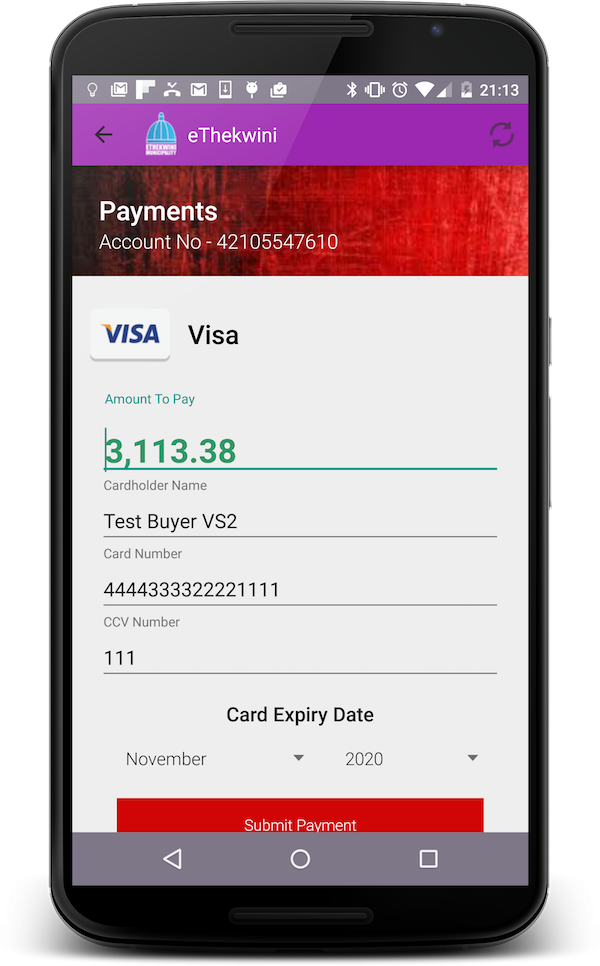 21:13
ETHEKWINI
MUNICIPALITY
eThekwini
Payments
Account No - 42105547610
VISA
Visa
Amount To Pay
3,113.38
Cardholder Name
Test Buyer VS2
Card Number
4444333322221111
CCV Number
111
Card Expiry Date
November 2020
Submit Payment